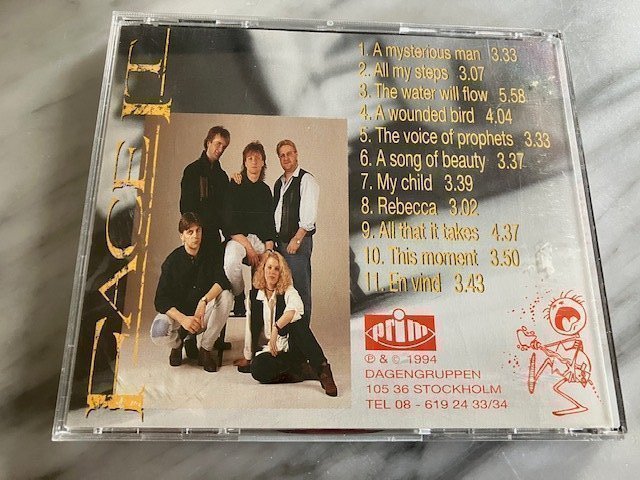 FACE IT
1. A mysterious man 3.33
2. All my steps 3.07
3. The water will flow 5.58
4. A wounded bird 4.04
5. The voice of prophets 3.33
6. A song of beauty 3.37
7. My child 3.39
8. Rebecca 3.02
9. All that it takes 4.37
10. This moment 3.50
11. En vind 3.43
prim
℗ & © 1994
DAGENGRUPPEN
105 36 STOCKHOLM
TEL 08 - 619 24 33/34